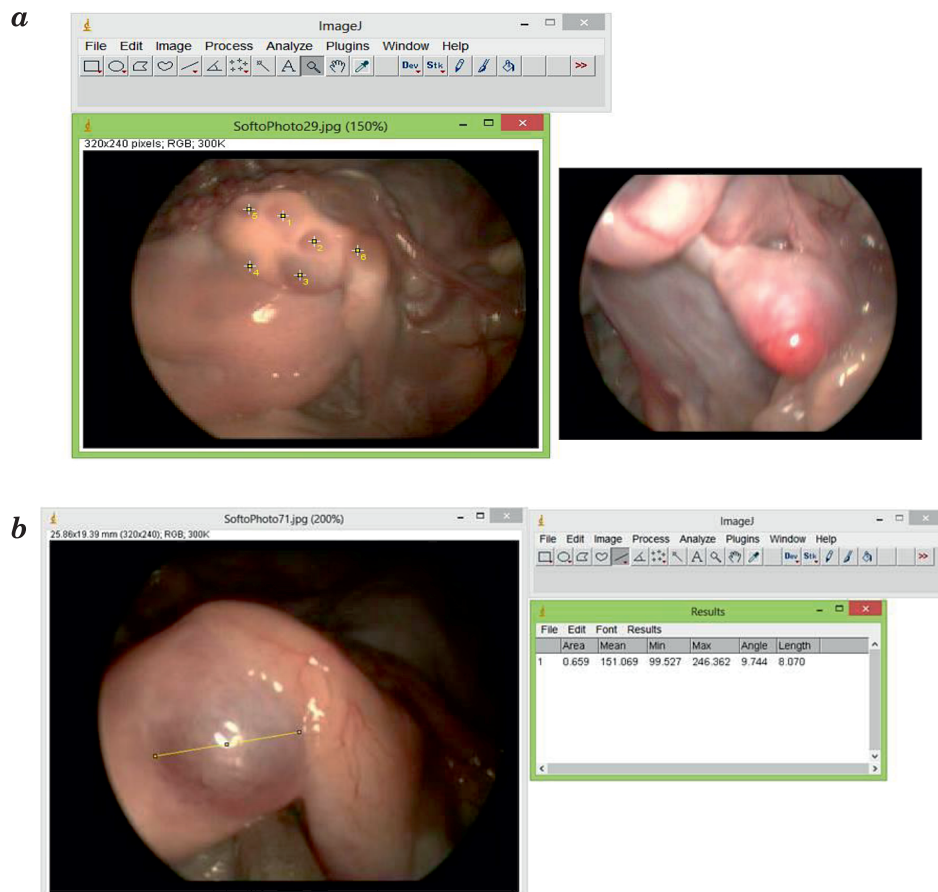 a
ImageJ
File Edit Image Process Analyze Plugins Window Help
Dev Stk >>
SoftoPhoto29.jpg (150%)
320x240 pixels; RGB; 300K
5
1
2
6
4
3
b
SoftoPhoto71.jpg (200%)
25.86x19.39 mm (320x240); RGB; 300K
ImageJ
File Edit Image Process Analyze Plugins Window Help
Dev Stk >>
Results
File Edit Font Results
Area Mean Min Max Angle Length
1 0.659 151.069 99.527 246.362 9.744 8.070